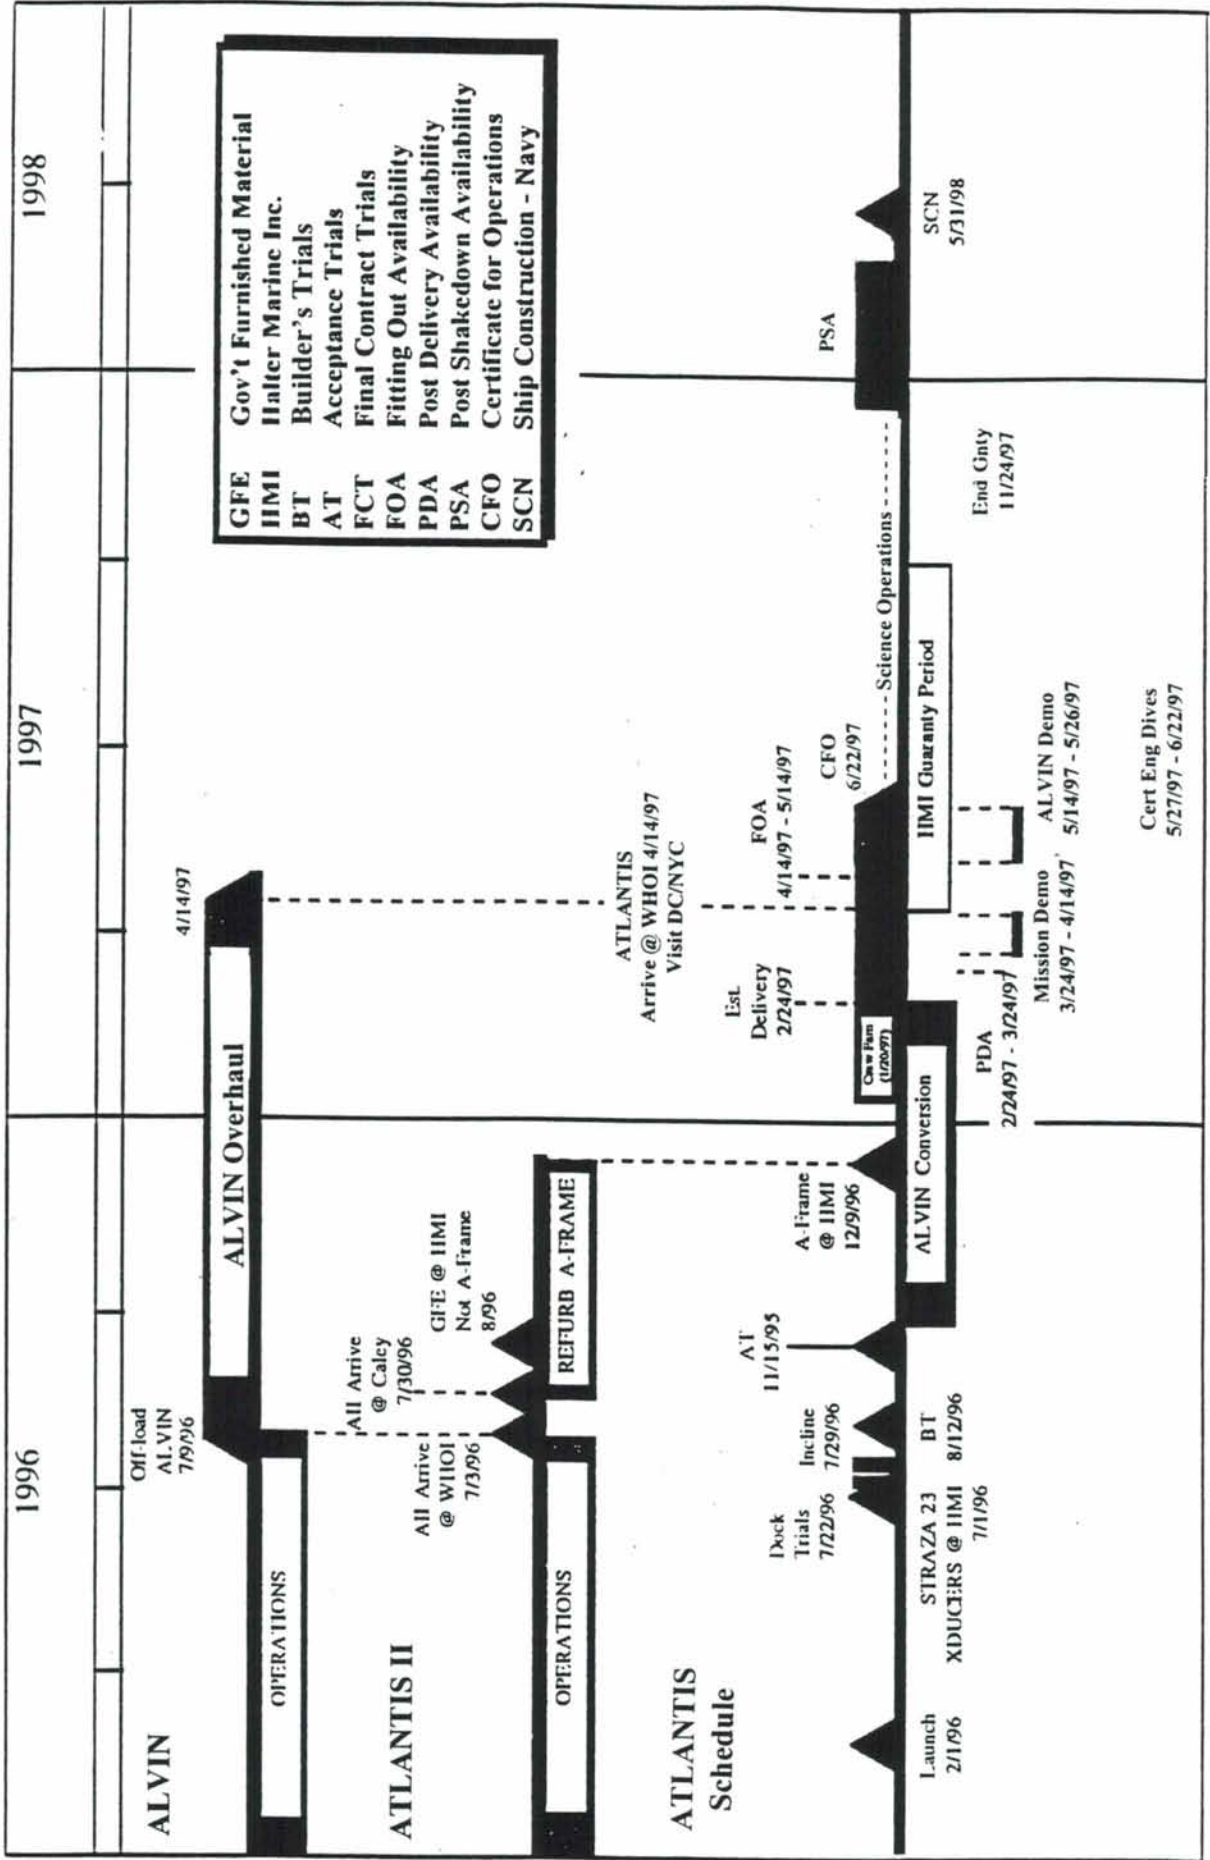 1996
1997
1998
ALVIN
Off-load
ALVIN
7/9/96
ALVIN Overhaul
4/14/97
OPERATIONS
GFE Gov't Furnished Material
HMI Halter Marine Inc.
BT Builder's Trials
AT Acceptance Trials
FCT Final Contract Trials
FOA Fitting Out Availability
PDA Post Delivery Availability
PSA Post Shakedown Availability
CFO Certificate for Operations
SCN Ship Construction - Navy
ATLANTIS II
AII Arrive
@ WHOI
7/3/96
AII Arrive
@ Caley
7/30/96
GFE @ HMI
Not A-Frame
8/96
OPERATIONS
REFURB A-FRAME
ATLANTIS
Arrive @ WHOI 4/14/97
Visit DC/NYC
ATLANTIS
Schedule
Launch
2/1/96
Dock
Trials
7/22/96
STRAZA 23
XDUCERS @ HMI
7/1/96
Incline
7/29/96
BT
8/12/96
AT
11/15/95
A-Frame
@ HMI
12/9/96
ALVIN Conversion
Crew Fam
(1/20/97)
Est.
Delivery
2/24/97
PDA
2/24/97 - 3/24/97
Mission Demo
3/24/97 - 4/14/97
FOA
4/14/97 - 5/14/97
CFO
6/22/97
HMI Guaranty Period
ALVIN Demo
5/14/97 - 5/26/97
Cert Eng Dives
5/27/97 - 6/22/97
Science Operations
End Gnty
11/24/97
PSA
SCN
5/31/98